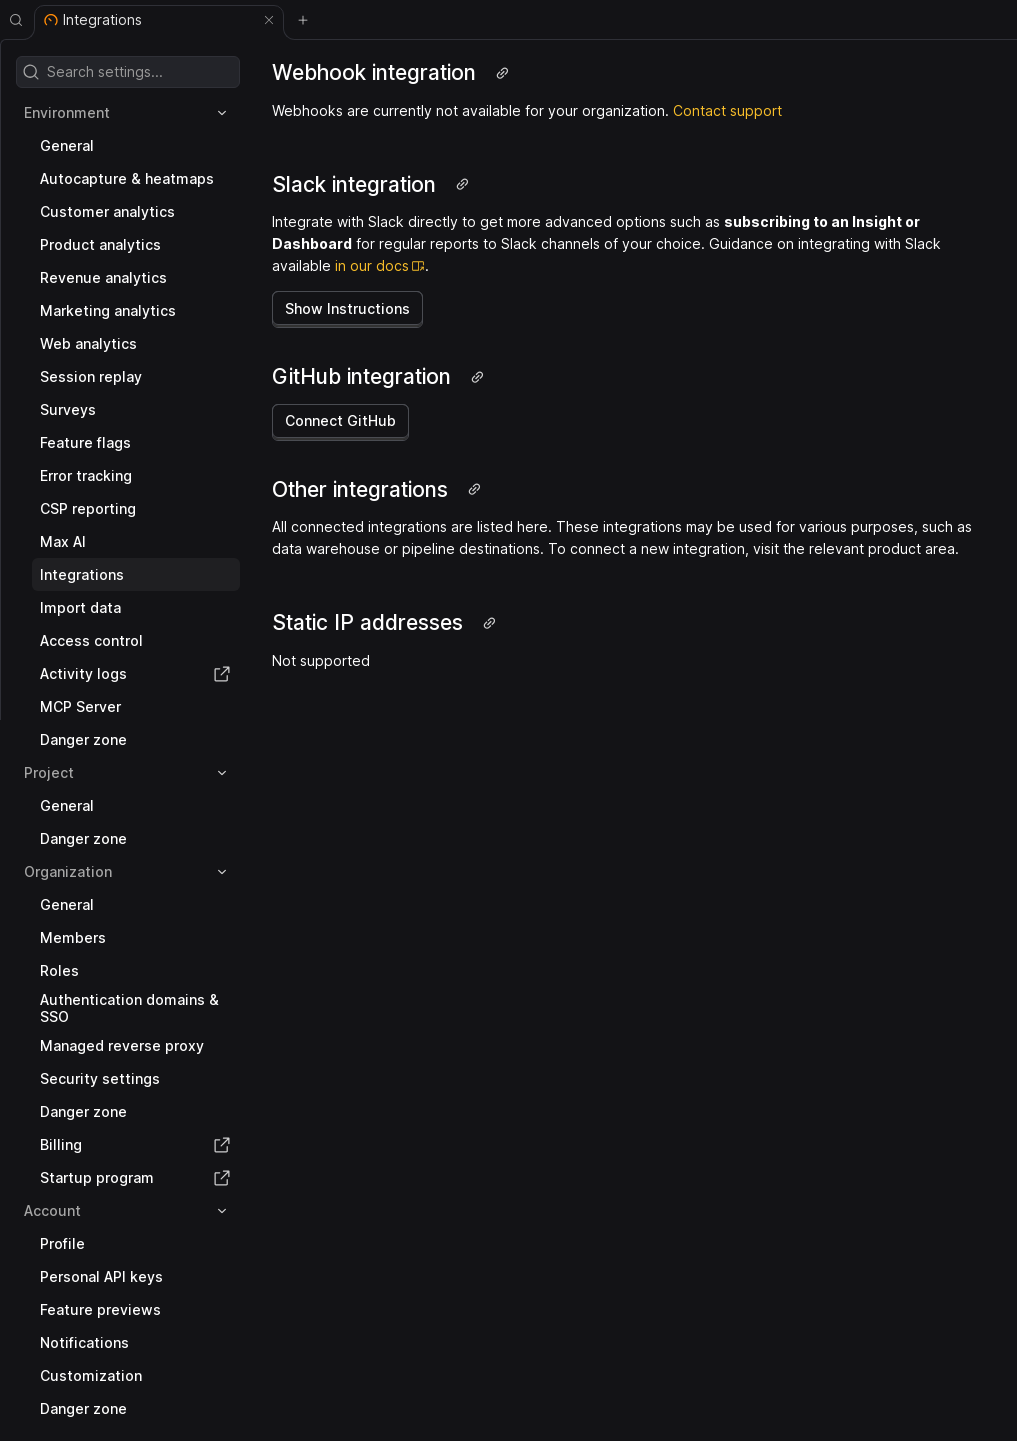 Integrations
Search settings...
Environment
General
Autocapture & heatmaps
Customer analytics
Product analytics
Revenue analytics
Marketing analytics
Web analytics
Session replay
Surveys
Feature flags
Error tracking
CSP reporting
Max AI
Integrations
Import data
Access control
Activity logs
MCP Server
Danger zone
Project
General
Danger zone
Organization
General
Members
Roles
Authentication domains &
SSO
Managed reverse proxy
Security settings
Danger zone
Billing
Startup program
Account
Profile
Personal API keys
Feature previews
Notifications
Customization
Danger zone
Webhook integration
Webhooks are currently not available for your organization. Contact support
Slack integration
Integrate with Slack directly to get more advanced options such as subscribing to an Insight or
Dashboard for regular reports to Slack channels of your choice. Guidance on integrating with Slack
available in our docs.
Show Instructions
GitHub integration
Connect GitHub
Other integrations
All connected integrations are listed here. These integrations may be used for various purposes, such as
data warehouse or pipeline destinations. To connect a new integration, visit the relevant product area.
Static IP addresses
Not supported